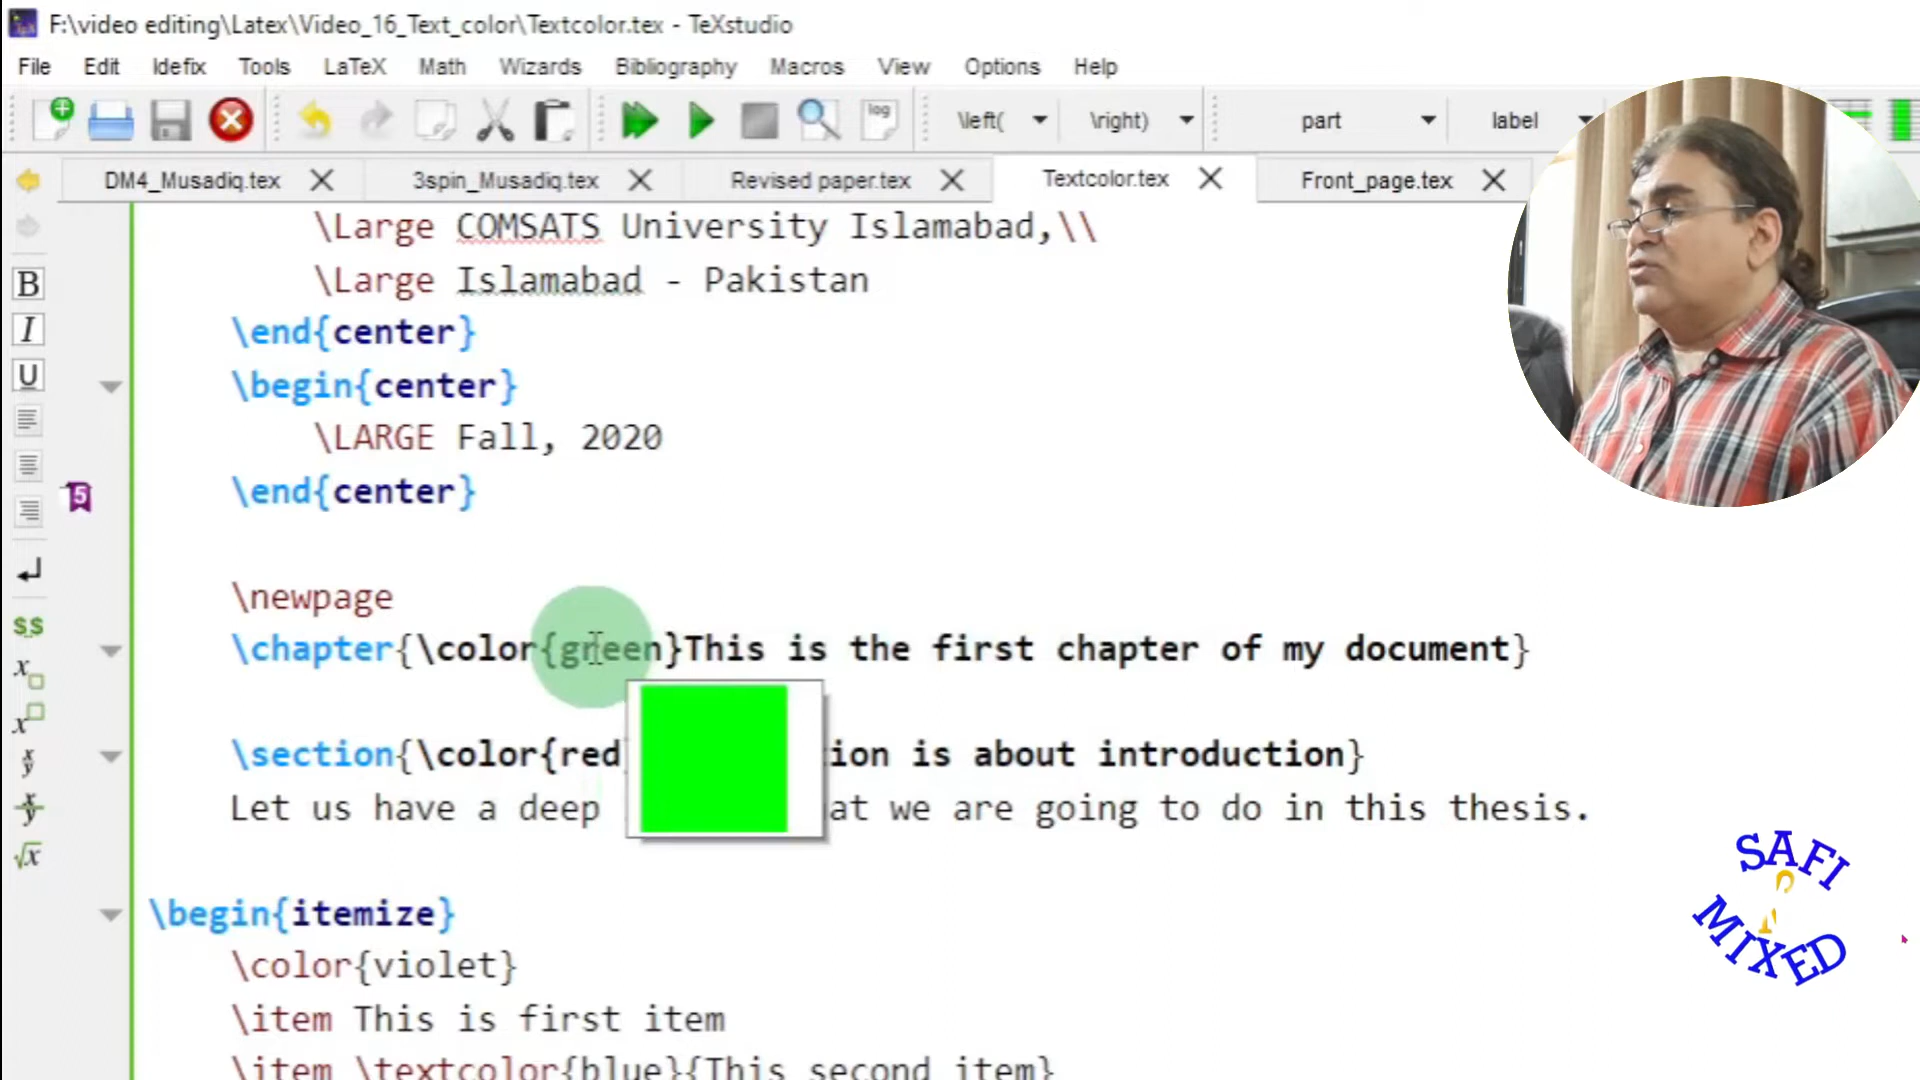 F:\video editing\Latex\Video_16_Text_color\Textcolor.tex - TeXstudio
File Edit Idefix Tools LaTeX Math Wizards Bibliography Macros View Options Help
log \left( \right) part label
DM4_Musadiq.tex 3spin_Musadiq.tex Revised paper.tex Textcolor.tex Front_page.tex
\Large COMSATS University Islamabad,\\
\Large Islamabad - Pakistan
\end{center}
\begin{center}
\LARGE Fall, 2020
\end{center}
\newpage
\chapter{\color{green}This is the first chapter of my document}
\section{\color{red ion is about introduction}
Let us have a deep at we are going to do in this thesis.
\begin{itemize}
\color{violet}
\item This is first item
\item \textcolor{blue}{This second item}
B
I
U
5
$$
x
x
x/y
x/y
√x
SAFI
MIXED